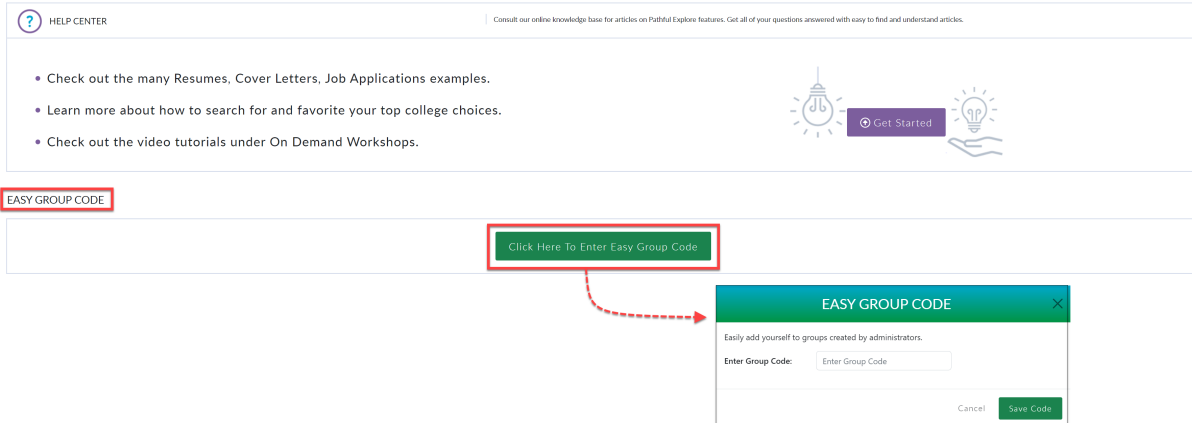 ?
HELP CENTER
Consult our online knowledge base for articles on Pathful Explore features. Get all of your questions answered with easy to find and understand articles.
Check out the many Resumes, Cover Letters, Job Applications examples.
Learn more about how to search for and favorite your top college choices.
Check out the video tutorials under On Demand Workshops.
Get Started
EASY GROUP CODE
Click Here To Enter Easy Group Code
EASY GROUP CODE
Easily add yourself to groups created by administrators.
Enter Group Code: Enter Group Code
Cancel Save Code